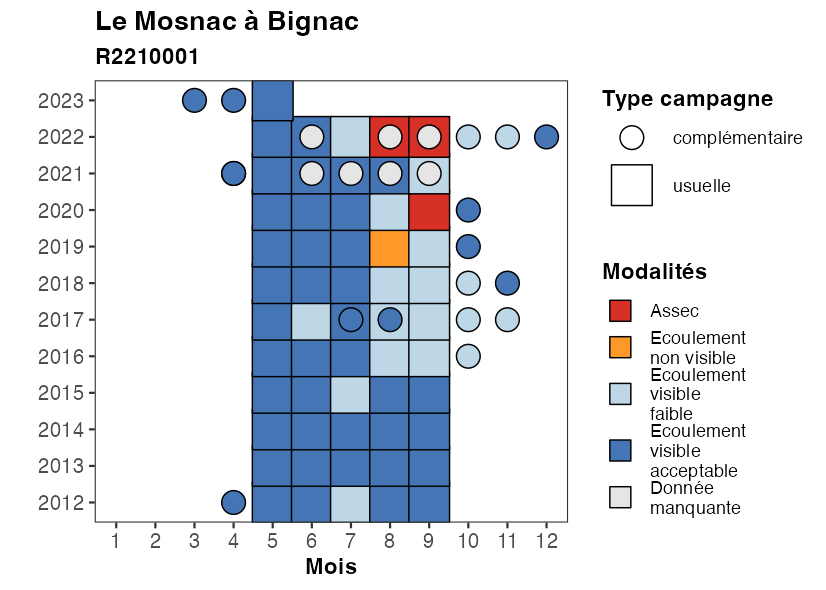 Le Mosnac à Bignac
R2210001
2023
2022
2021
2020
2019
2018
2017
2016
2015
2014
2013
2012
1 2 3 4 5 6 7 8 9 10 11 12
Mois
Type campagne
complémentaire
usuelle
Modalités
Assec
Ecoulement
non visible
Ecoulement
visible
faible
Ecoulement
visible
acceptable
Donnée
manquante